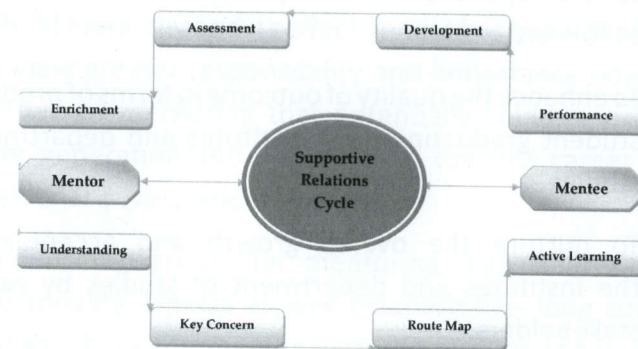 Assessment
Development
Enrichment
Performance
Supportive
Relations
Cycle
Mentor
Mentee
Understanding
Active Learning
Key Concern
Route Map